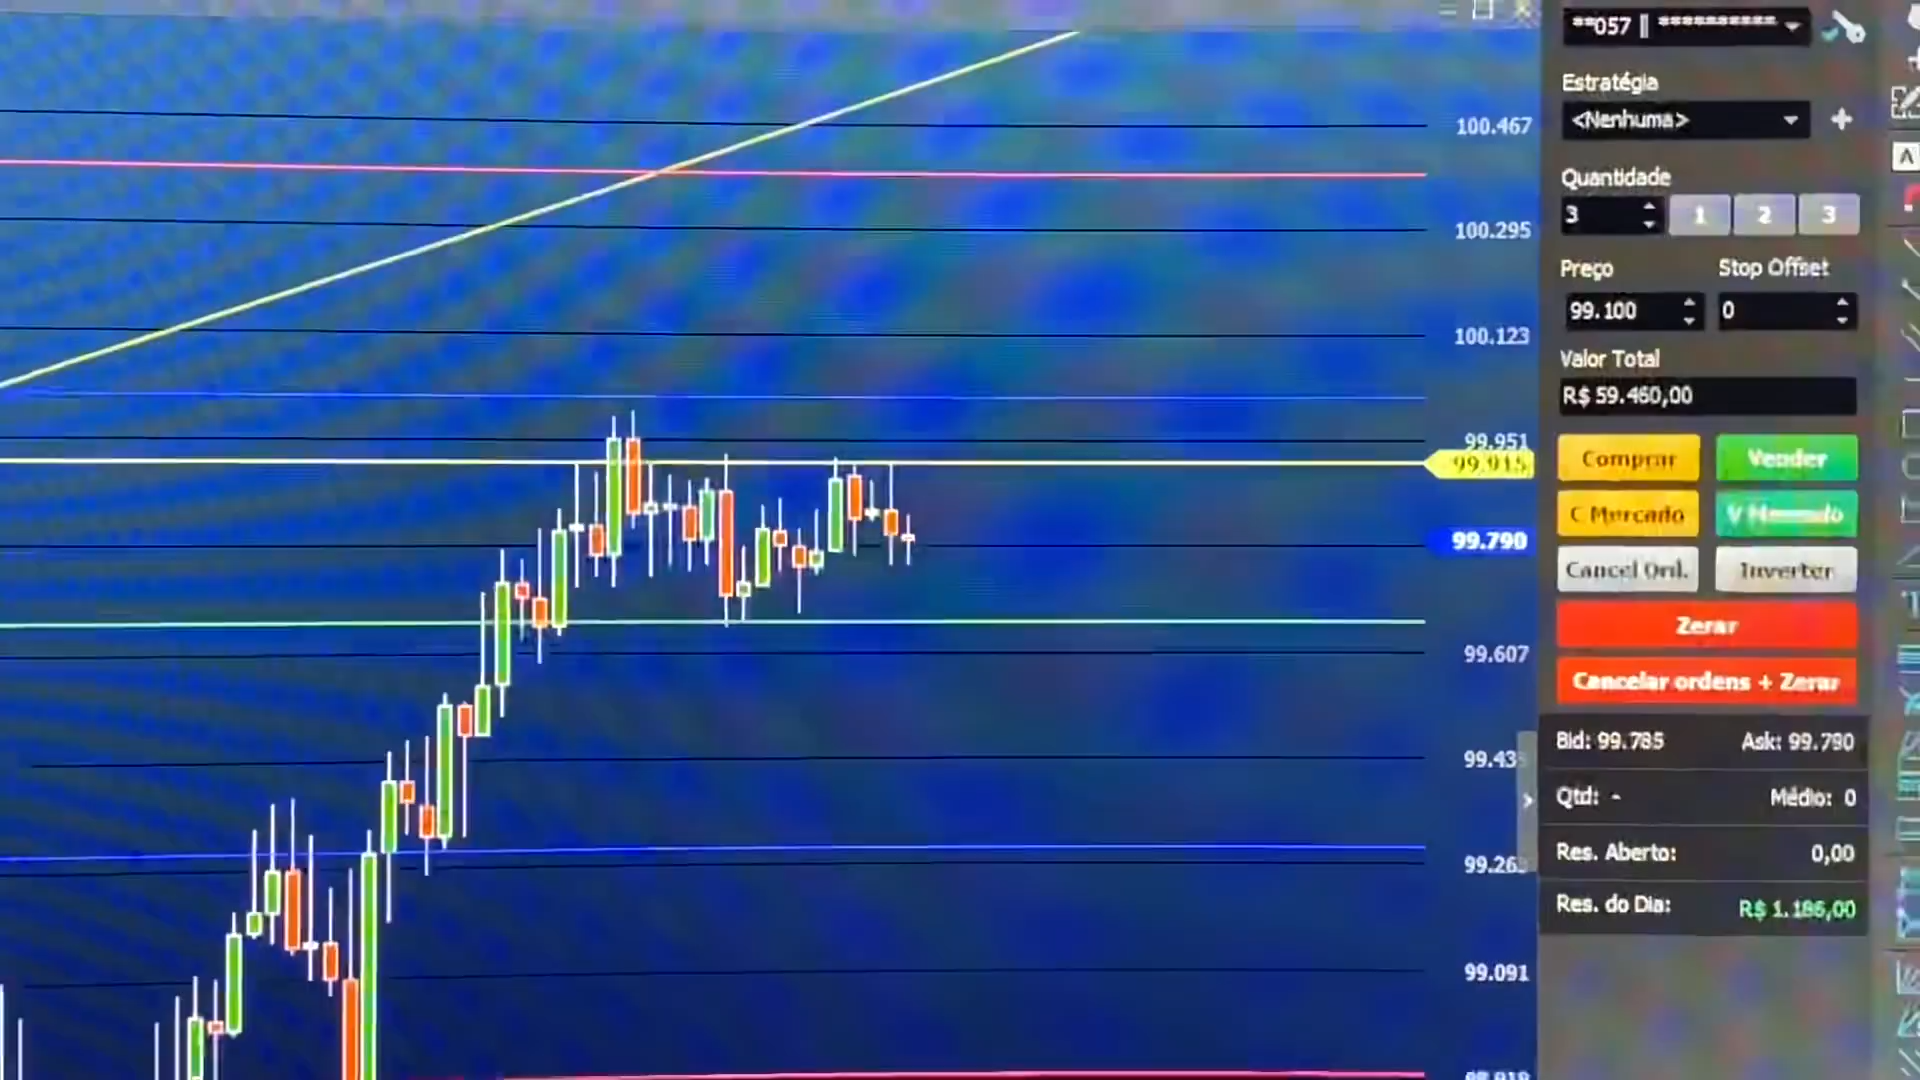 **057 || **********
Estratégia
<Nenhuma>
Quantidade
3 1 2 3
Preço Stop Offset
99.100 0
Valor Total
R$ 59.460,00
Comprar Vender
C Mercado V Mercado
Cancel Ord. Inverter
Zerar
Cancelar ordens + Zerar
Bid: 99.785 Ask: 99.790
Qtd: - Médio: 0
Res. Aberto: 0,00
Res. do Dia: R$ 1.186,00
100.467
100.295
100.123
99.951
99.915
99.790
99.607
99.091